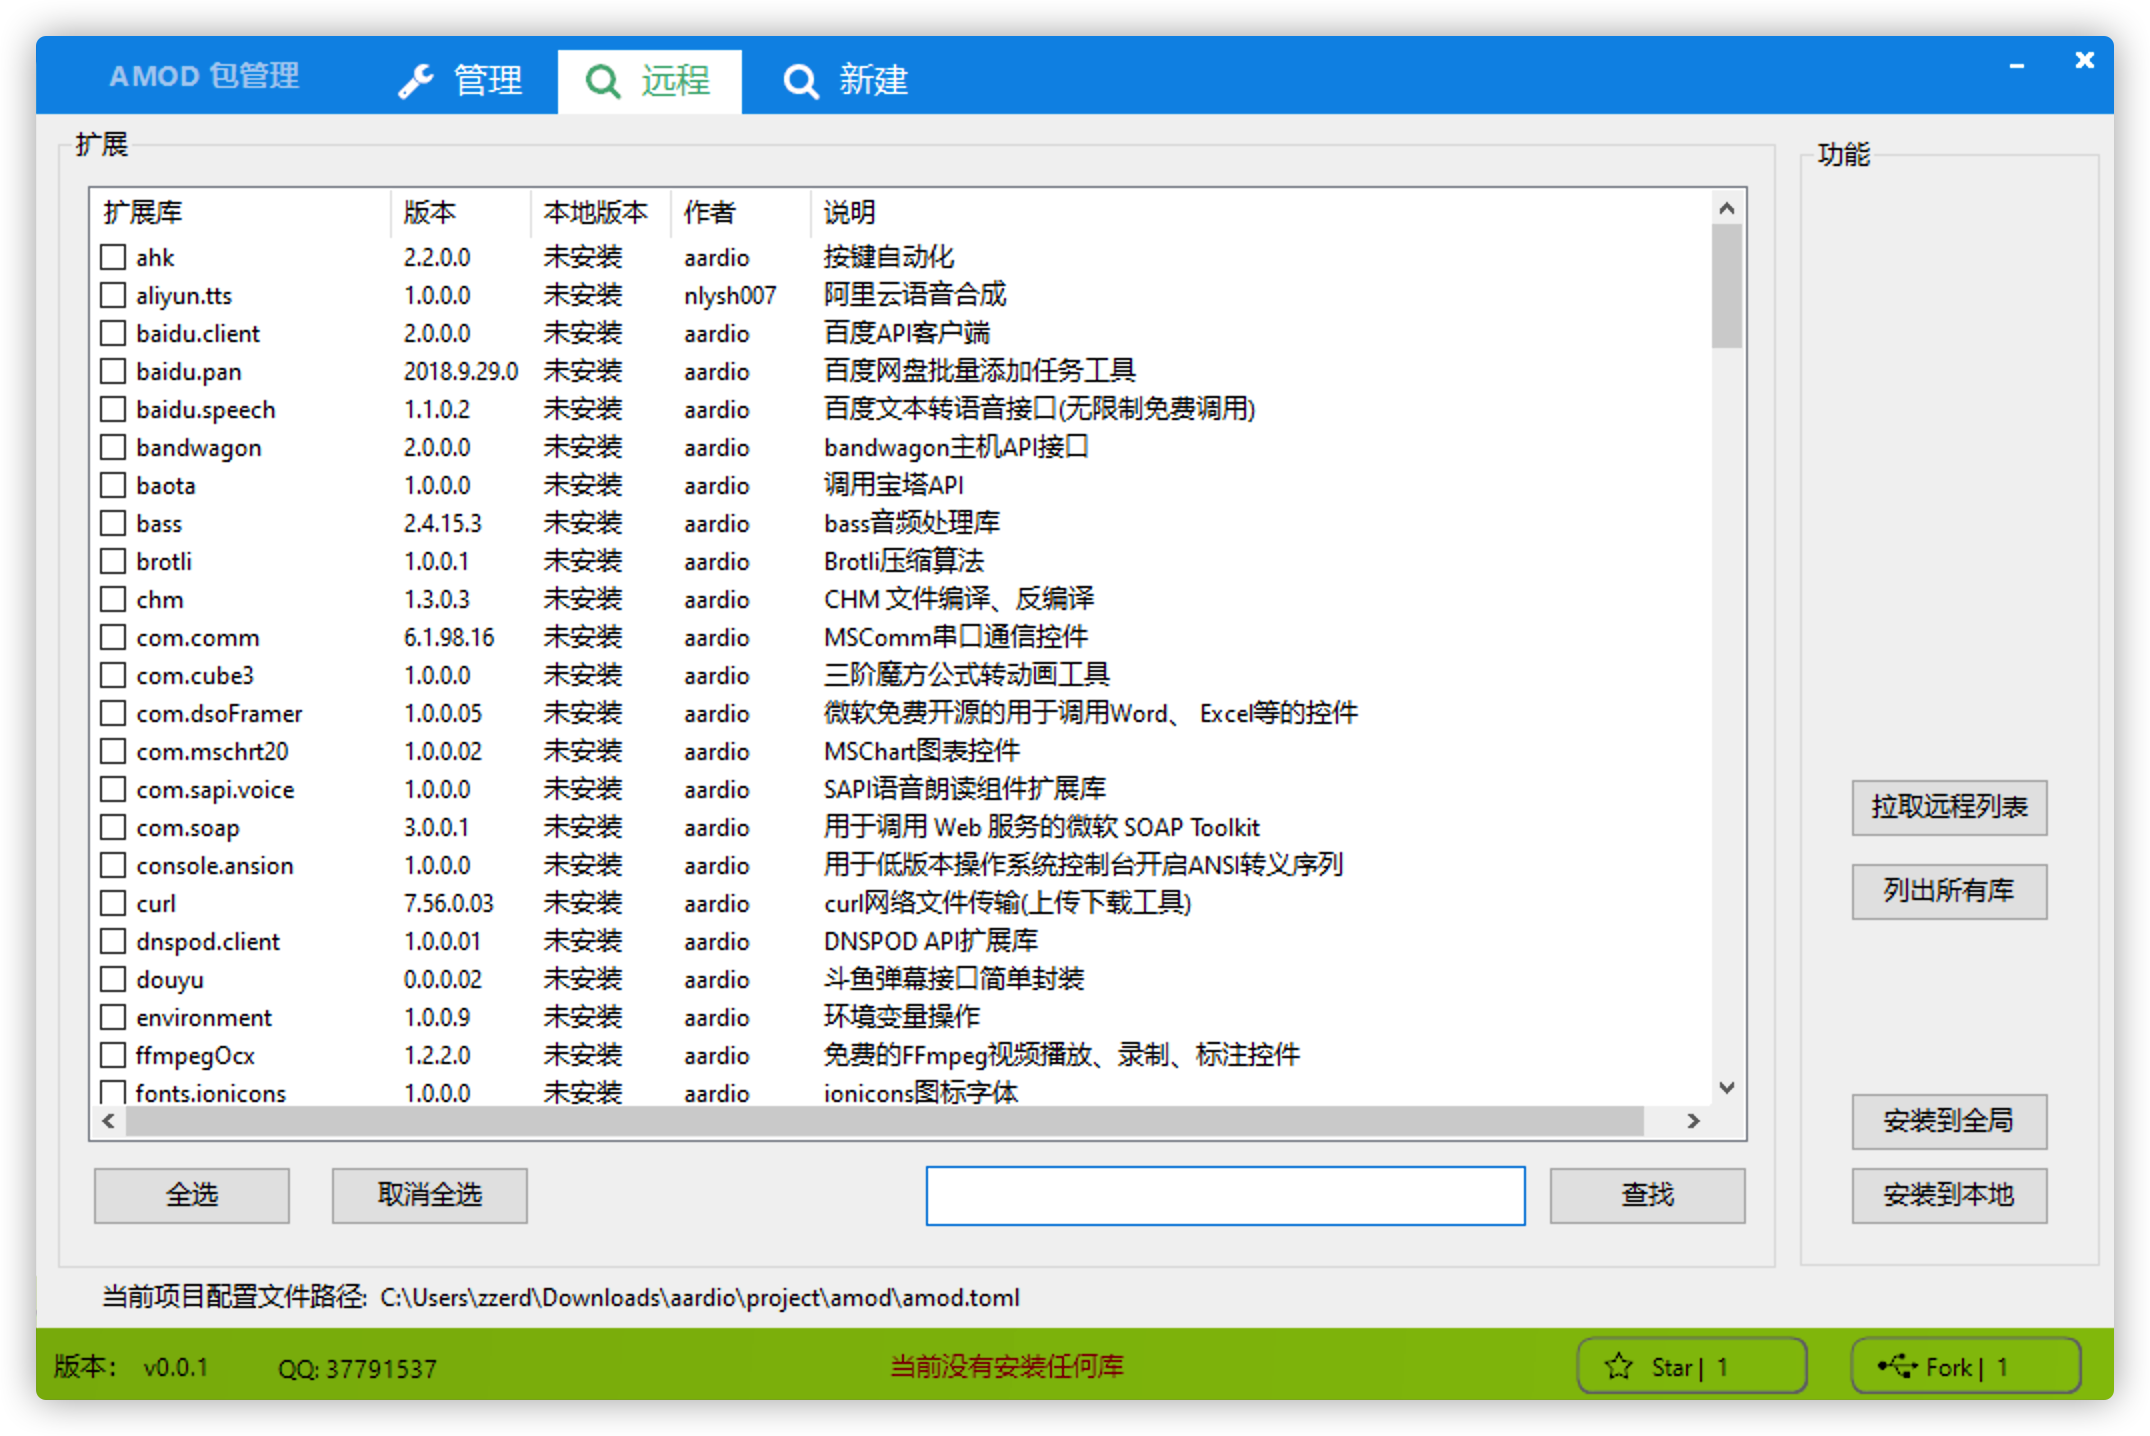 AMOD 包管理 管理 远程 新建
扩展
功能
扩展库 版本 本地版本 作者 说明
ahk 2.2.0.0 未安装 aardio 按键自动化
aliyun.tts 1.0.0.0 未安装 nlysh007 阿里云语音合成
baidu.client 2.0.0.0 未安装 aardio 百度API客户端
baidu.pan 2018.9.29.0 未安装 aardio 百度网盘批量添加任务工具
baidu.speech 1.1.0.2 未安装 aardio 百度文本转语音接口(无限制免费调用)
bandwagon 2.0.0.0 未安装 aardio bandwagon主机API接口
baota 1.0.0.0 未安装 aardio 调用宝塔API
bass 2.4.15.3 未安装 aardio bass音频处理库
brotli 1.0.0.1 未安装 aardio Brotli压缩算法
chm 1.3.0.3 未安装 aardio CHM 文件编译、反编译
com.comm 6.1.98.16 未安装 aardio MSComm串口通信控件
com.cube3 1.0.0.0 未安装 aardio 三阶魔方公式转动画工具
com.dsoFramer 1.0.0.05 未安装 aardio 微软免费开源的用于调用Word、 Excel等的控件
com.mschrt20 1.0.0.02 未安装 aardio MSChart图表控件
com.sapi.voice 1.0.0.0 未安装 aardio SAPI语音朗读组件扩展库
com.soap 3.0.0.1 未安装 aardio 用于调用 Web 服务的微软 SOAP Toolkit
console.ansion 1.0.0.0 未安装 aardio 用于低版本操作系统控制台开启ANSI转义序列
curl 7.56.0.03 未安装 aardio curl网络文件传输(上传下载工具)
dnspod.client 1.0.0.01 未安装 aardio DNSPOD API扩展库
douyu 0.0.0.02 未安装 aardio 斗鱼弹幕接口简单封装
environment 1.0.0.9 未安装 aardio 环境变量操作
ffmpegOcx 1.2.2.0 未安装 aardio 免费的FFmpeg视频播放、录制、标注控件
fonts.ionicons 1.0.0.0 未安装 aardio ionicons图标字体
全选 取消全选 查找
拉取远程列表
列出所有库
安装到全局
安装到本地
当前项目配置文件路径: C:\Users\zzerd\Downloads\aardio\project\amod\amod.toml
版本: v0.0.1 QQ: 37791537 当前没有安装任何库 Star | 1 Fork | 1